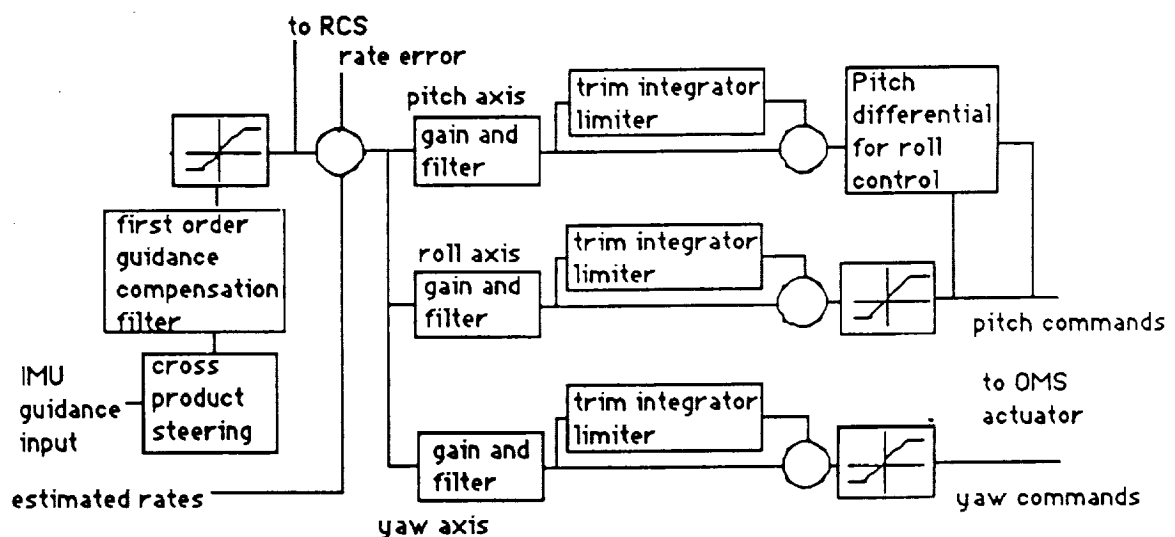 to RCS
rate error
pitch axis
gain and
filter
trim integrator
limiter
Pitch
differential
for roll
control
first order
guidance
compensation
filter
roll axis
gain and
filter
trim integrator
limiter
pitch commands
IMU
guidance
input
cross
product
steering
to OMS
actuator
trim integrator
limiter
gain and
filter
estimated rates
yaw axis
yaw commands